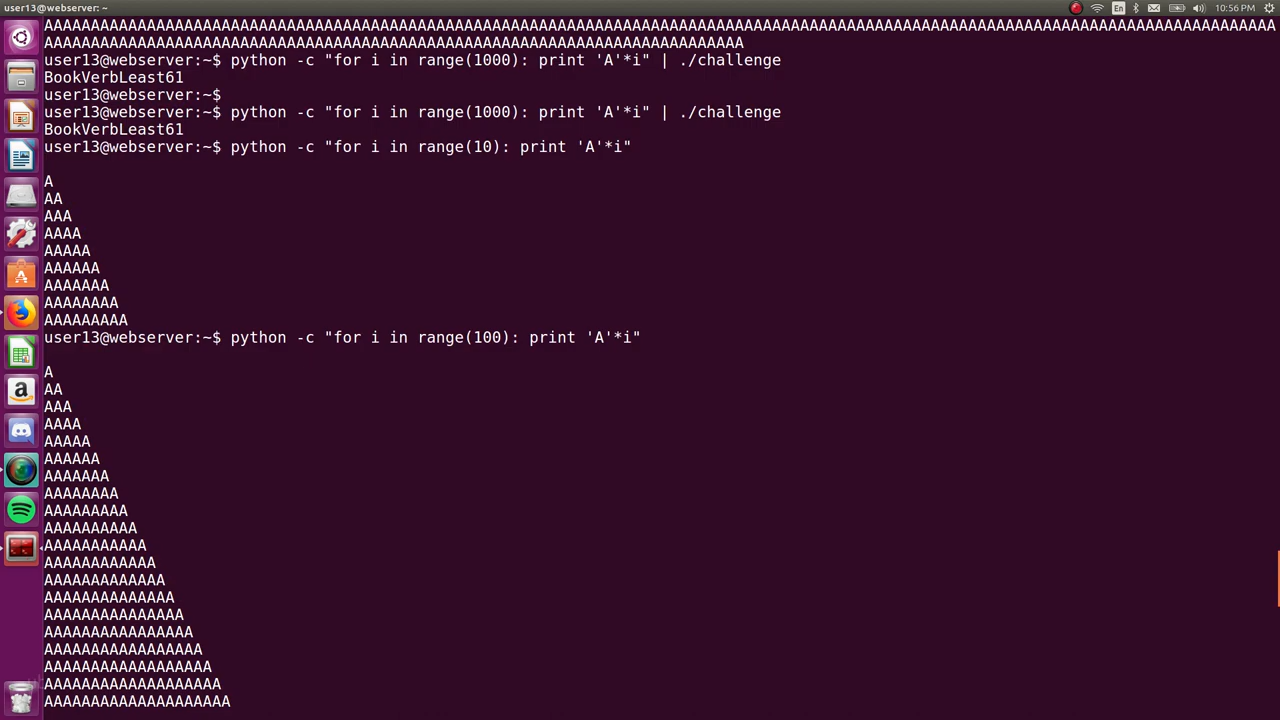 user13@webserver: ~
En
10:56 PM
AAAAAAAAAAAAAAAAAAAAAAAAAAAAAAAAAAAAAAAAAAAAAAAAAAAAAAAAAAAAAAAAAAAAAAAAAAAAAAAAAAAAAAAAAAAAAAAAAAAAAAAAAAAAAAAAAAAAAAAAAAAAAAAAAAAA
AAAAAAAAAAAAAAAAAAAAAAAAAAAAAAAAAAAAAAAAAAAAAAAAAAAAAAAAAAAAAAAAAAAAAAAAAAA
user13@webserver:~$ python -c "for i in range(1000): print 'A'*i" | ./challenge
BookVerbLeast61
user13@webserver:~$
user13@webserver:~$ python -c "for i in range(1000): print 'A'*i" | ./challenge
BookVerbLeast61
user13@webserver:~$ python -c "for i in range(10): print 'A'*i"
A
AA
AAA
AAAA
AAAAA
AAAAAA
AAAAAAA
AAAAAAAA
AAAAAAAAA
user13@webserver:~$ python -c "for i in range(100): print 'A'*i"
A
AA
AAA
AAAA
AAAAA
AAAAAA
AAAAAAA
AAAAAAAA
AAAAAAAAA
AAAAAAAAAA
AAAAAAAAAAA
AAAAAAAAAAAA
AAAAAAAAAAAAA
AAAAAAAAAAAAAA
AAAAAAAAAAAAAAA
AAAAAAAAAAAAAAAA
AAAAAAAAAAAAAAAAA
AAAAAAAAAAAAAAAAAA
AAAAAAAAAAAAAAAAAAA
AAAAAAAAAAAAAAAAAAAA